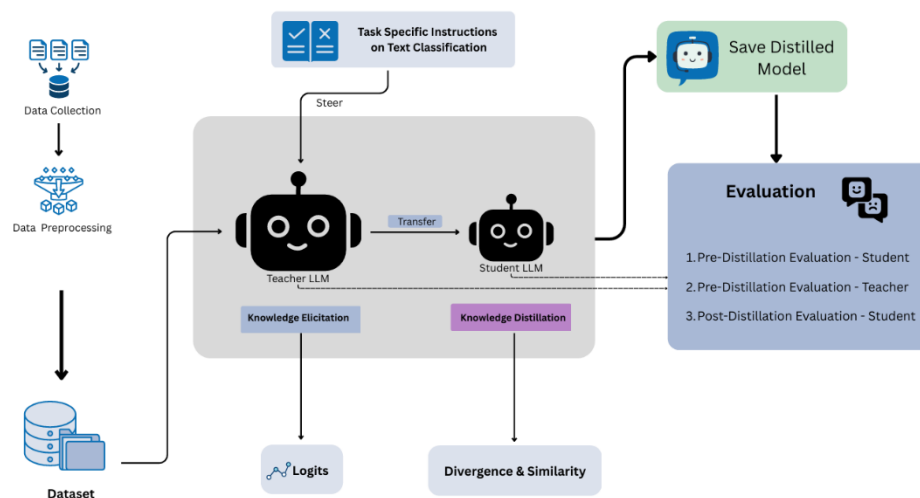 Task Specific Instructions
on Text Classification
Save Distilled
Model
Data Collection
Steer
Data Preprocessing
Transfer
Teacher LLM
Student LLM
Knowledge Elicitation
Knowledge Distillation
Evaluation
1. Pre-Distillation Evaluation - Student
2. Pre-Distillation Evaluation - Teacher
3. Post-Distillation Evaluation - Student
Logits
Divergence & Similarity
Dataset